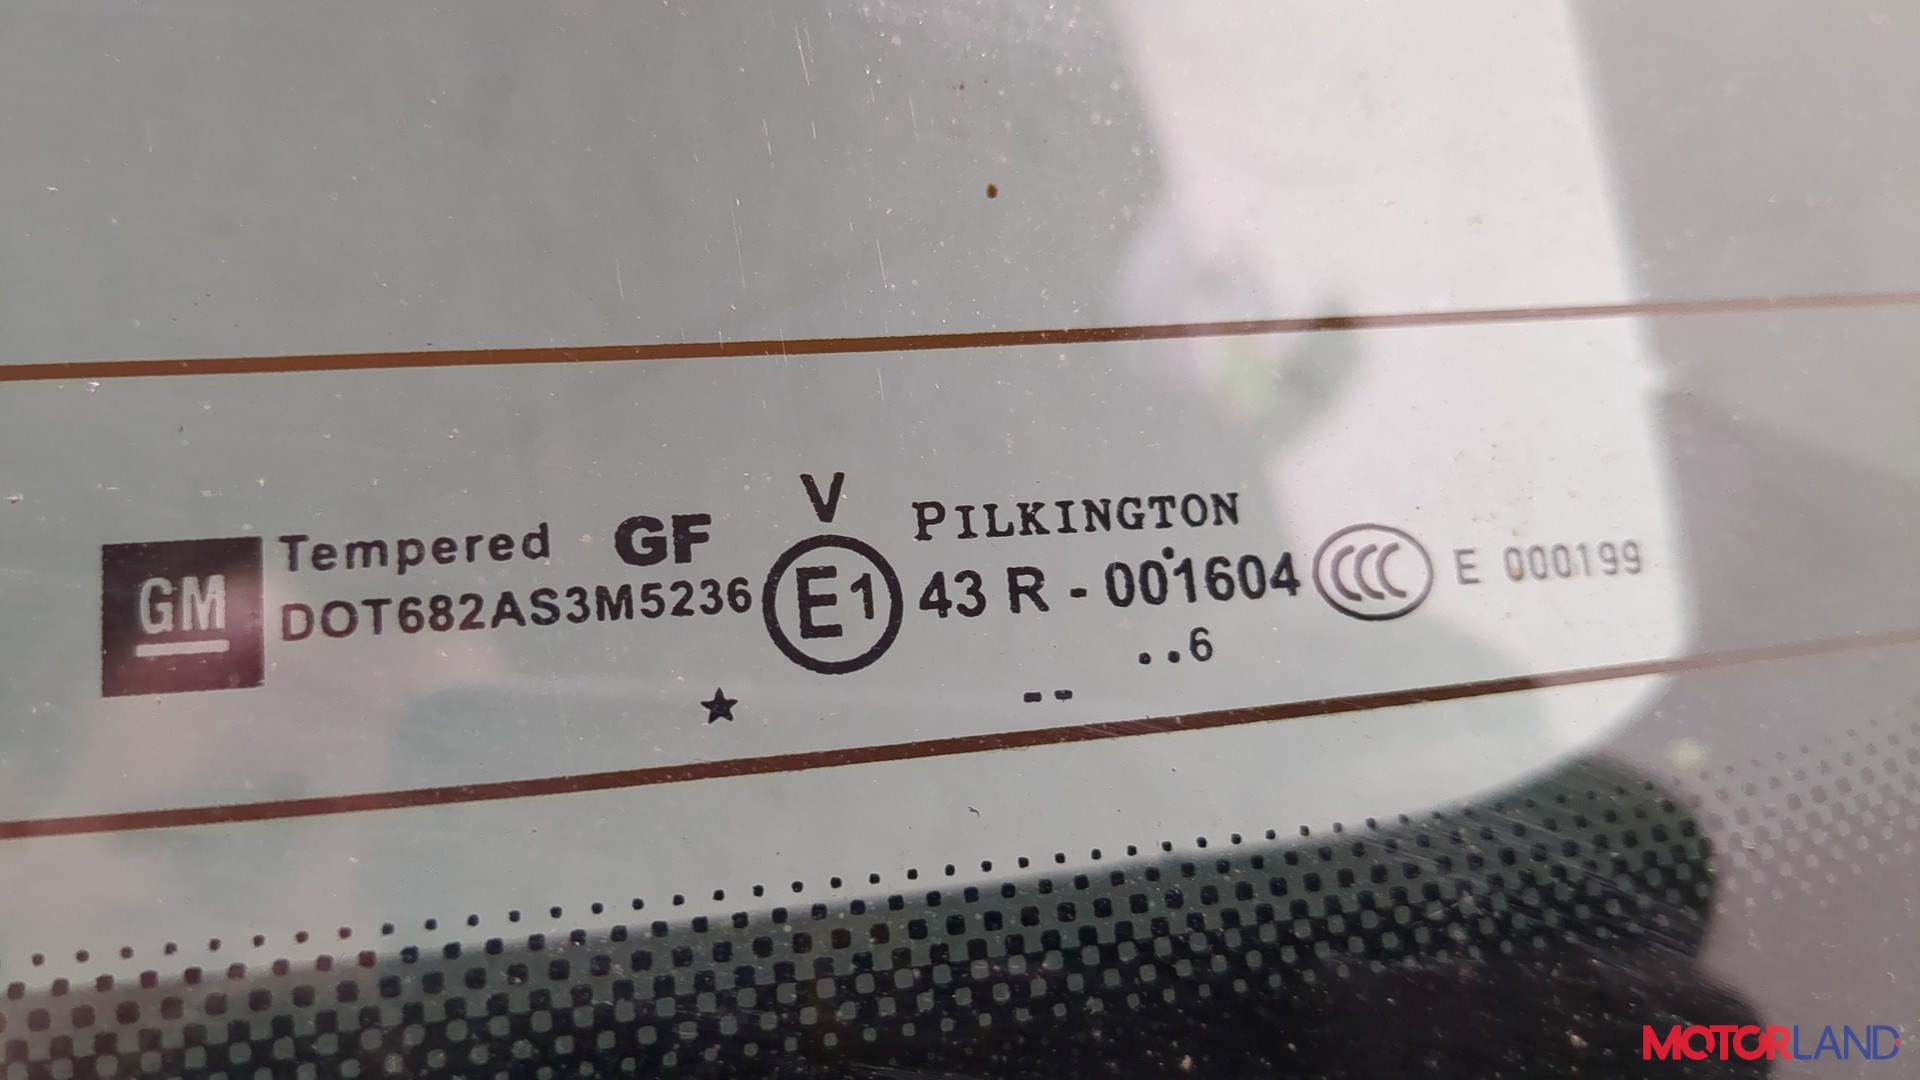 V
Tempered GF PILKINGTON
GM DOT682AS3M5236 E1 43 R - 001604 CCC E 000199
..6
--
MOTORLAND